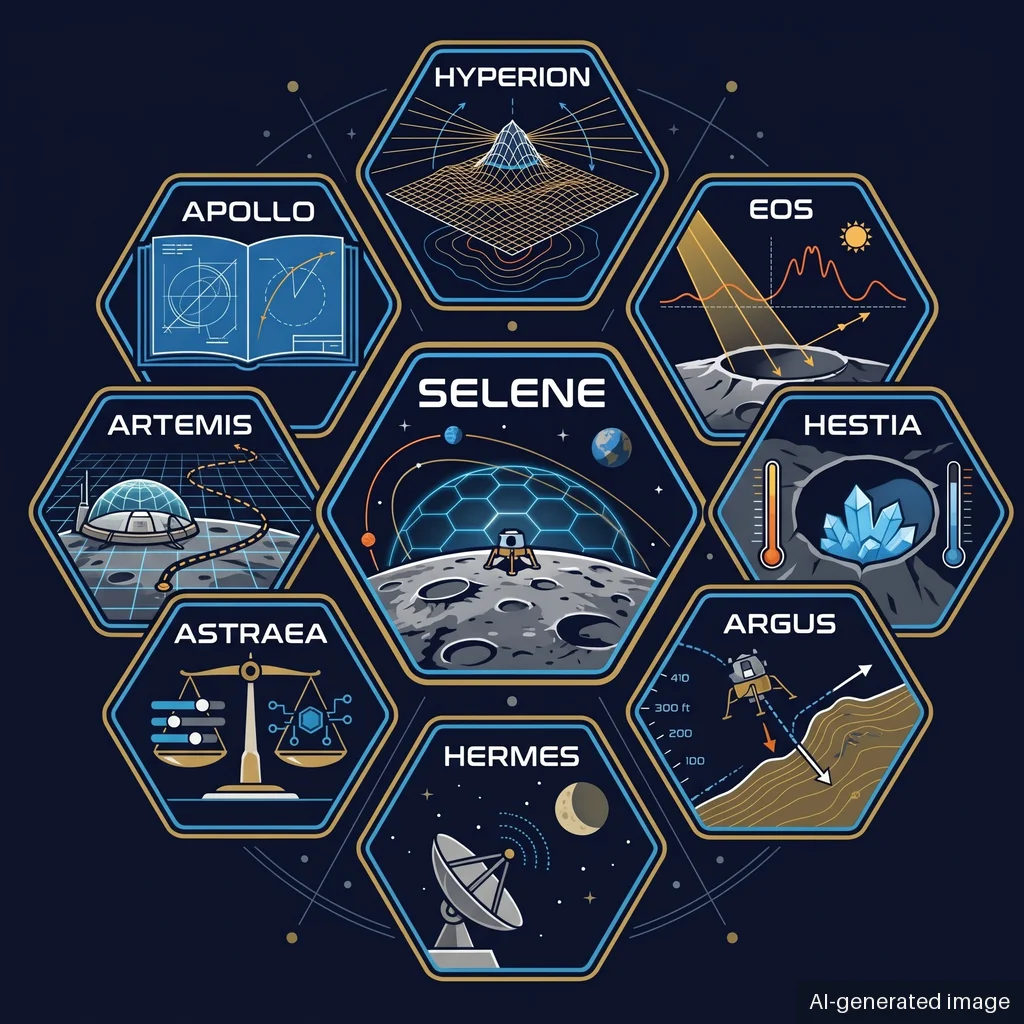 HYPERION
APOLLO
EOS
SELENE
ARTEMIS
HESTIA
ASTRAEA
ARGUS
410
300 ft
200
100
HERMES
AI-generated image